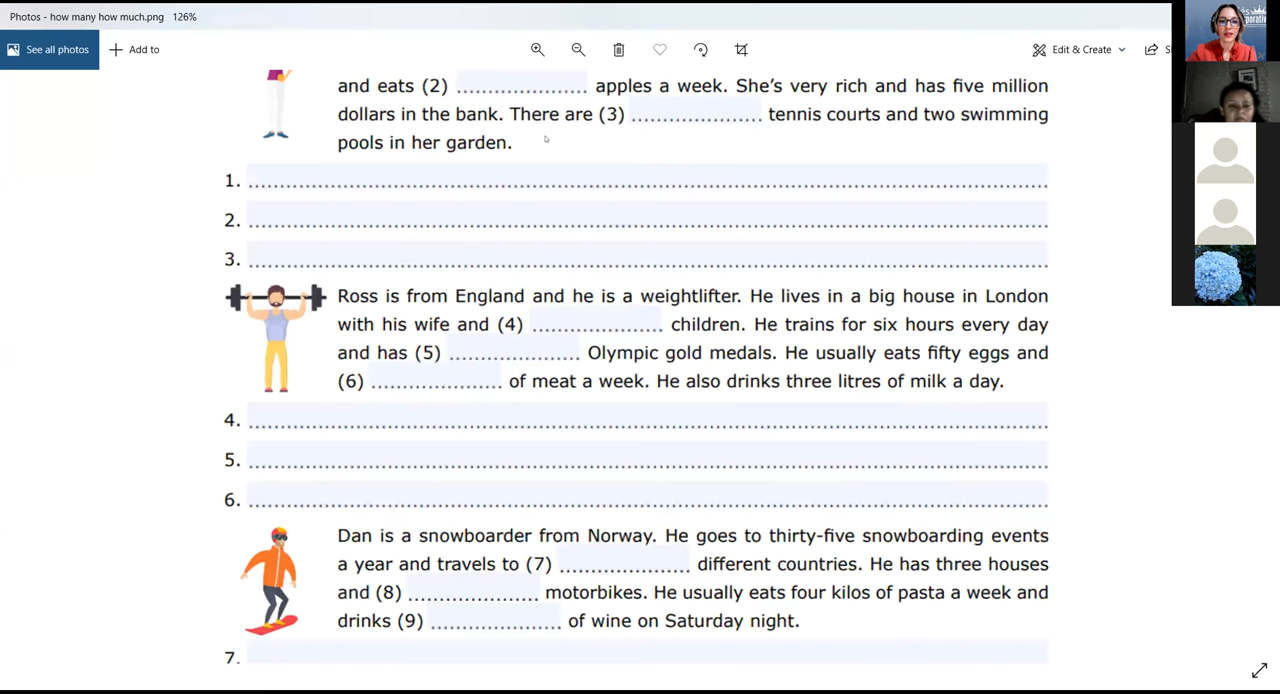 Photos - how many how much.png 126%
See all photos
Add to
Edit & Create
and eats (2) ..................... apples a week. She's very rich and has five million
dollars in the bank. There are (3) ..................... tennis courts and two swimming
pools in her garden.
1.
2.
3.
Ross is from England and he is a weightlifter. He lives in a big house in London
with his wife and (4) ..................... children. He trains for six hours every day
and has (5) ..................... Olympic gold medals. He usually eats fifty eggs and
(6) ..................... of meat a week. He also drinks three litres of milk a day.
4.
5.
6.
Dan is a snowboarder from Norway. He goes to thirty-five snowboarding events
a year and travels to (7) ..................... different countries. He has three houses
and (8) ..................... motorbikes. He usually eats four kilos of pasta a week and
drinks (9) ..................... of wine on Saturday night.
7.